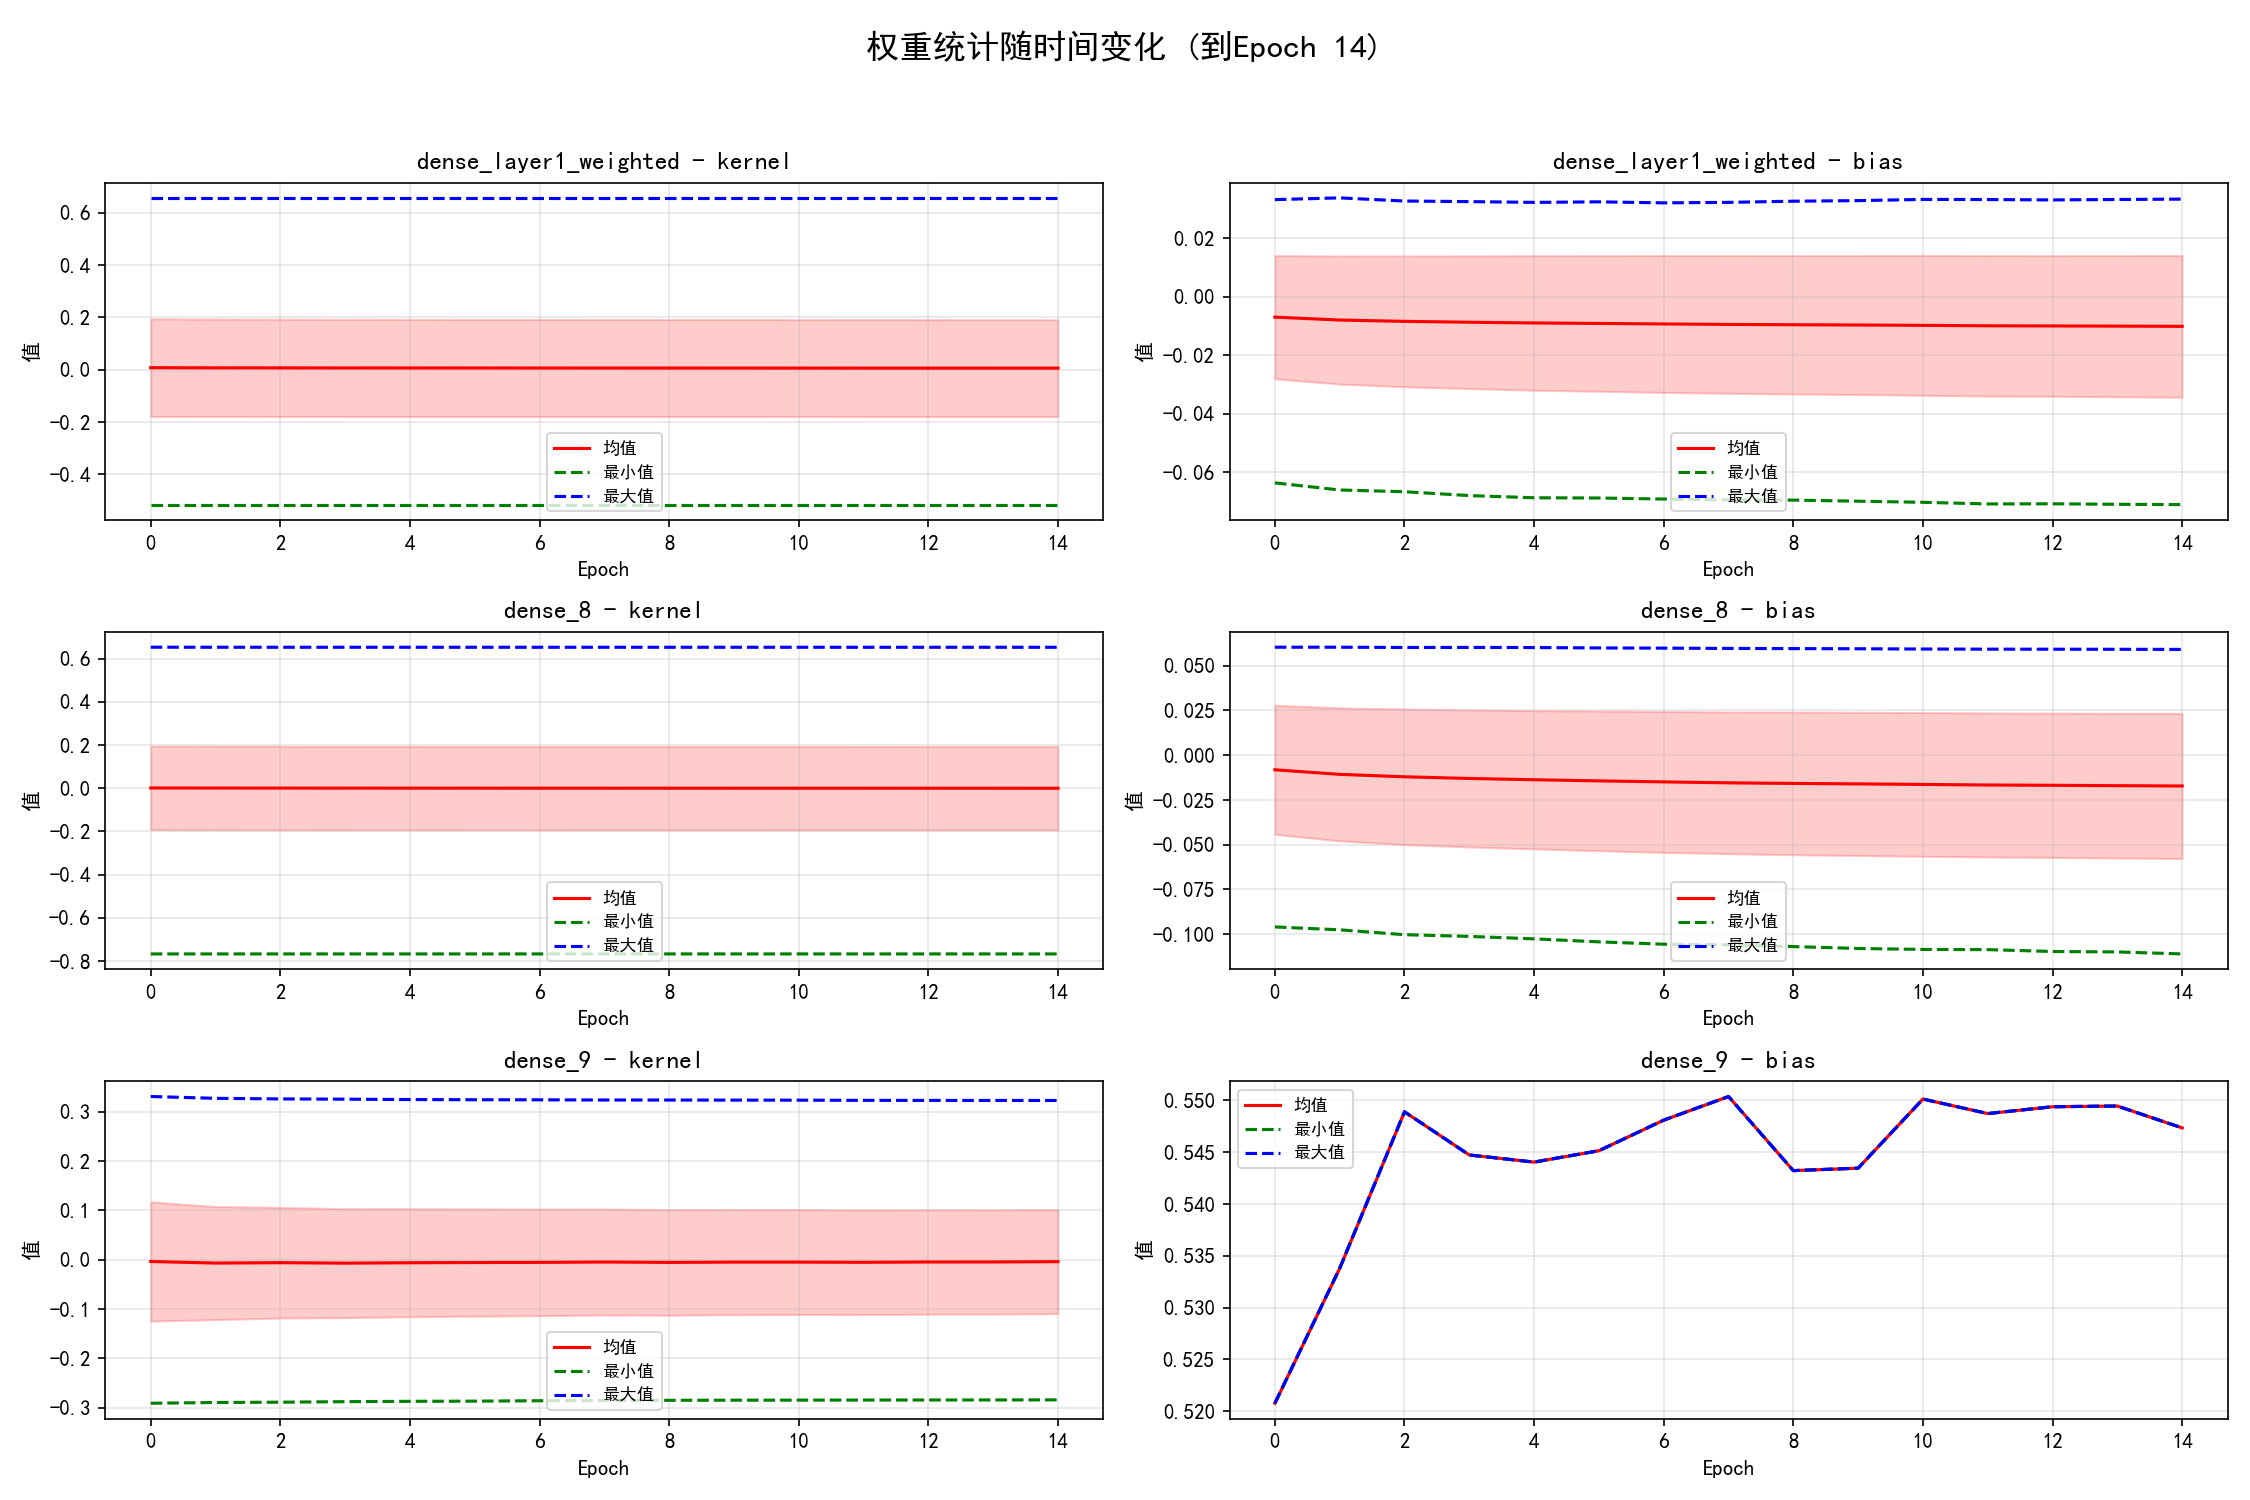 权重统计随时间变化 (到Epoch 14)
dense_layer1_weighted - kernel
0.6
0.4
0.2
0.0
-0.2
-0.4
值
均值
最小值
最大值
0 2 4 6 8 10 12 14
Epoch
dense_layer1_weighted - bias
0.02
0.00
-0.02
-0.04
-0.06
值
均值
最小值
最大值
0 2 4 6 8 10 12 14
Epoch
dense_8 - kernel
0.6
0.4
0.2
0.0
-0.2
-0.4
-0.6
-0.8
值
均值
最小值
最大值
0 2 4 6 8 10 12 14
Epoch
dense_8 - bias
0.050
0.025
0.000
-0.025
-0.050
-0.075
-0.100
值
均值
最小值
最大值
0 2 4 6 8 10 12 14
Epoch
dense_9 - kernel
0.3
0.2
0.1
0.0
-0.1
-0.2
-0.3
值
均值
最小值
最大值
0 2 4 6 8 10 12 14
Epoch
dense_9 - bias
0.550
0.545
0.540
0.535
0.530
0.525
0.520
值
均值
最小值
最大值
0 2 4 6 8 10 12 14
Epoch